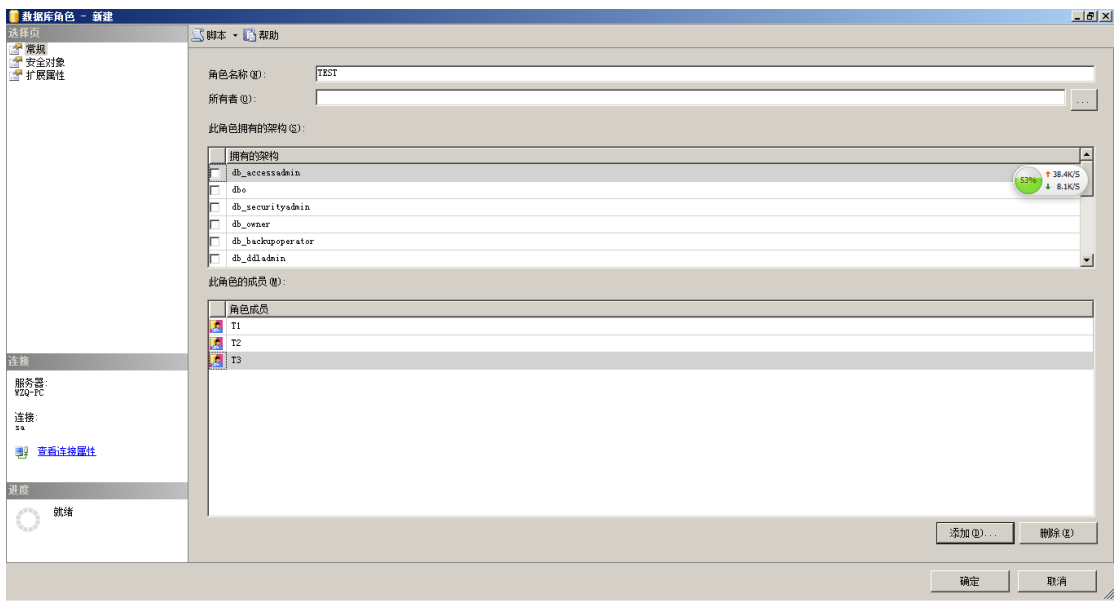 数据库角色 - 新建
选择页
常规
安全对象
扩展属性
脚本
帮助
角色名称(N):
TEST
所有者(O):
...
此角色拥有的架构(S):
拥有的架构
db_accessadmin
dbo
db_securityadmin
db_owner
db_backupoperator
db_ddladmin
53%
↑ 38.4K/S
↓ 8.1K/S
此角色的成员(M):
角色成员
T1
T2
T3
连接
服务器:
WZQ-PC
连接:
sa
查看连接属性
进度
就绪
添加(D)...
删除(E)
确定
取消